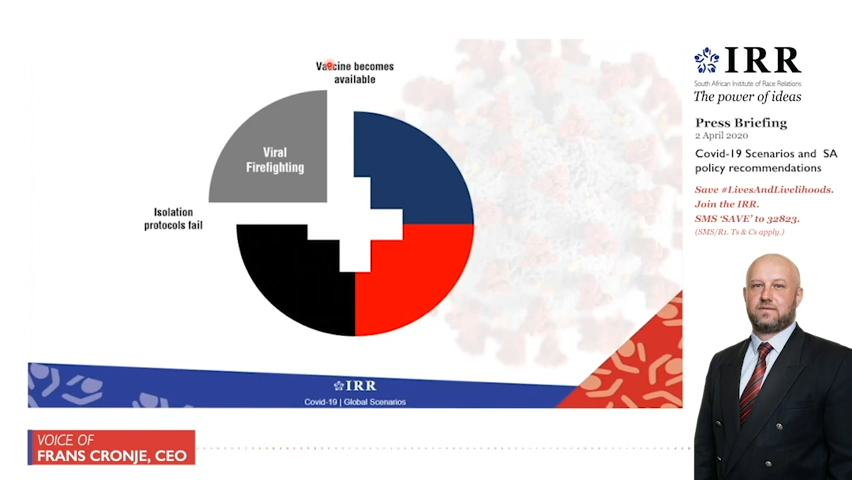 Vaccine becomes
available
Viral
Firefighting
Isolation
protocols fail
IRR
Covid-19 | Global Scenarios
VOICE OF
FRANS CRONJE, CEO
IRR
South African Institute of Race Relations
The power of ideas
Press Briefing
2 April 2020
Covid-19 Scenarios and SA
policy recommendations
Save #LivesAndLivelihoods.
Join the IRR.
SMS ‘SAVE’ to 32823.
(SMS/R1. Ts & Cs apply.)